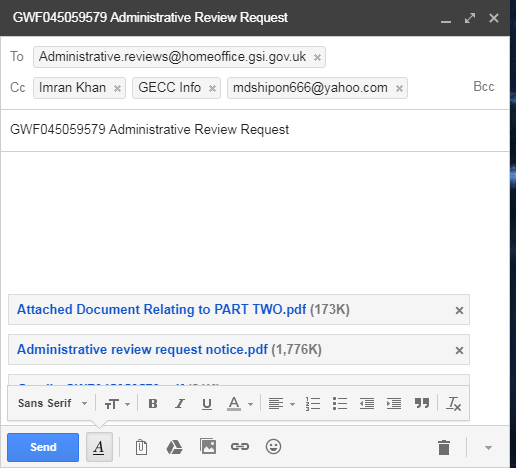 GWF045059579 Administrative Review Request
To Administrative.reviews@homeoffice.gsi.gov.uk ×
Cc Imran Khan × GECC Info × mdshipon666@yahoo.com × Bcc
GWF045059579 Administrative Review Request
Attached Document Relating to PART TWO.pdf (173K) ×
Administrative review request notice.pdf (1,776K) ×
Sans Serif B I U A
Send A